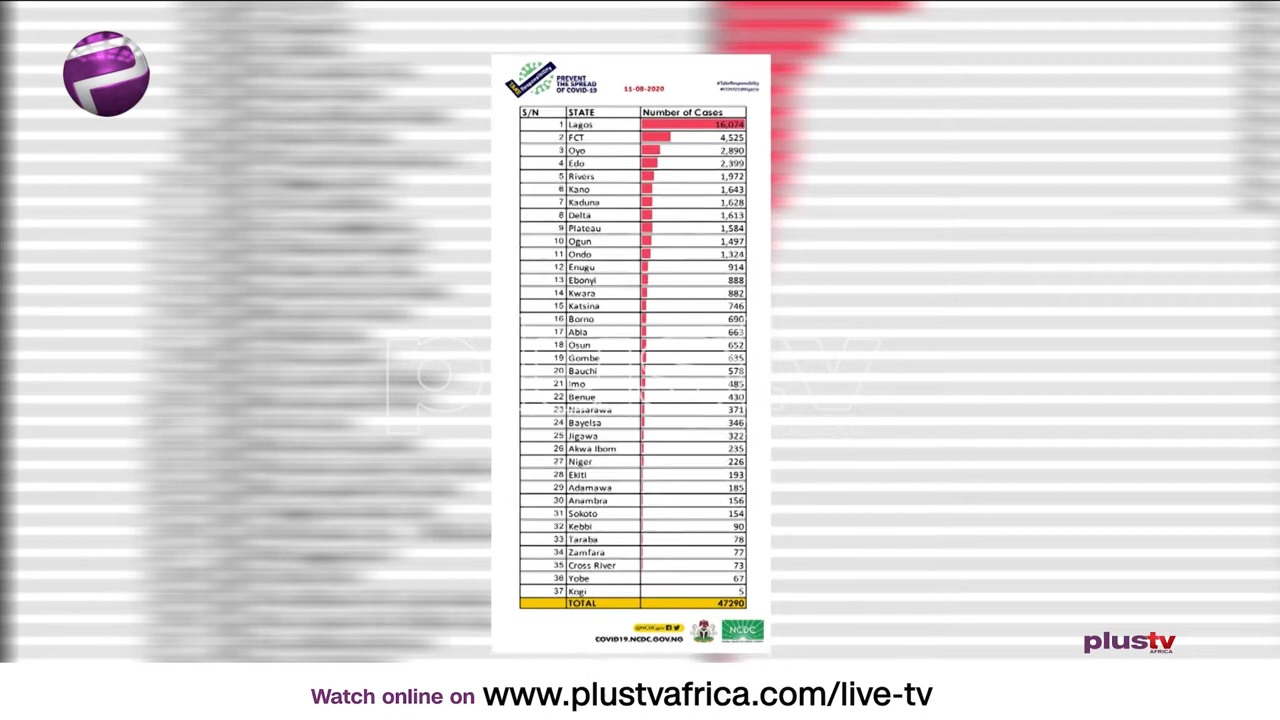 TAKE Responsibility
PREVENT
THE SPREAD
OF COVID-19
11-08-2020
#TakeResponsibility
#COVID19Nigeria
S/N STATE Number of Cases
1 Lagos 16,074
2 FCT 4,525
3 Oyo 2,890
4 Edo 2,399
5 Rivers 1,972
6 Kano 1,643
7 Kaduna 1,628
8 Delta 1,613
9 Plateau 1,584
10 Ogun 1,497
11 Ondo 1,324
12 Enugu 914
13 Ebonyi 888
14 Kwara 882
15 Katsina 746
16 Borno 690
17 Abia 663
18 Osun 652
19 Gombe 635
20 Bauchi 578
21 Imo 485
22 Benue 430
23 Nasarawa 371
24 Bayelsa 346
25 Jigawa 322
26 Akwa Ibom 235
27 Niger 226
28 Ekiti 193
29 Adamawa 185
30 Anambra 156
31 Sokoto 154
32 Kebbi 90
33 Taraba 78
34 Zamfara 77
35 Cross River 73
36 Yobe 67
37 Kogi 5
TOTAL 47290
@NCDCgov
COVID19.NCDC.GOV.NG
NCDC
plustv
AFRICA
Watch online on www.plustvafrica.com/live-tv